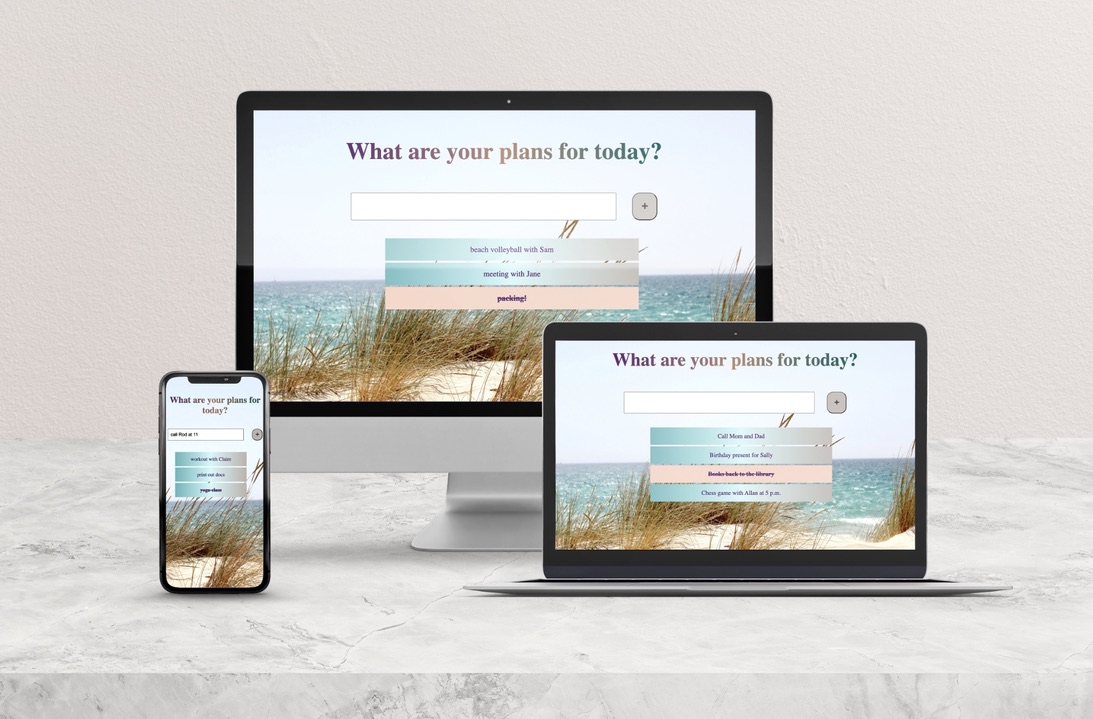 What are your plans for today?
+
beach volleyball with Sam
meeting with Jane
packing!
What are your plans for
today?
call Rod at 11
+
workout with Claire
print out docs
yoga class
What are your plans for today?
+
Call Mom and Dad
Birthday present for Sally
Books back to the library
Chess game with Allan at 5 p.m.